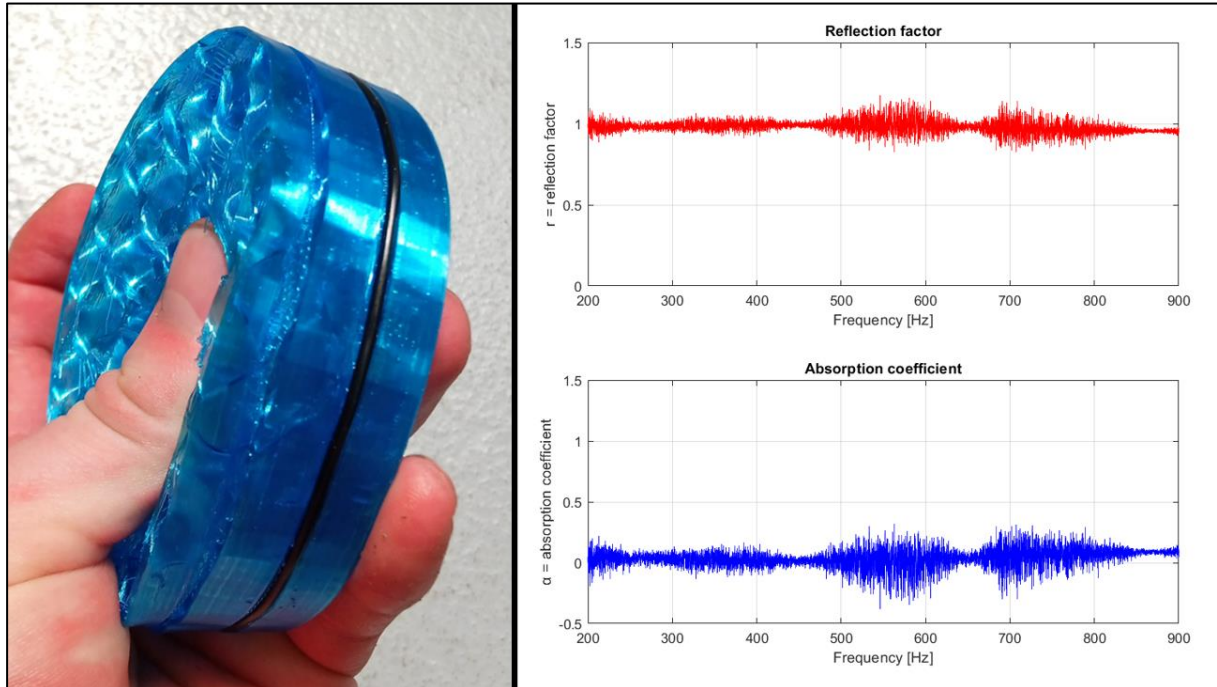 Reflection factor
1.5
1
0.5
0
r = reflection factor
200 300 400 500 600 700 800 900
Frequency [Hz]
Absorption coefficient
1.5
1
0.5
0
-0.5
α = absorption coefficient
200 300 400 500 600 700 800 900
Frequency [Hz]